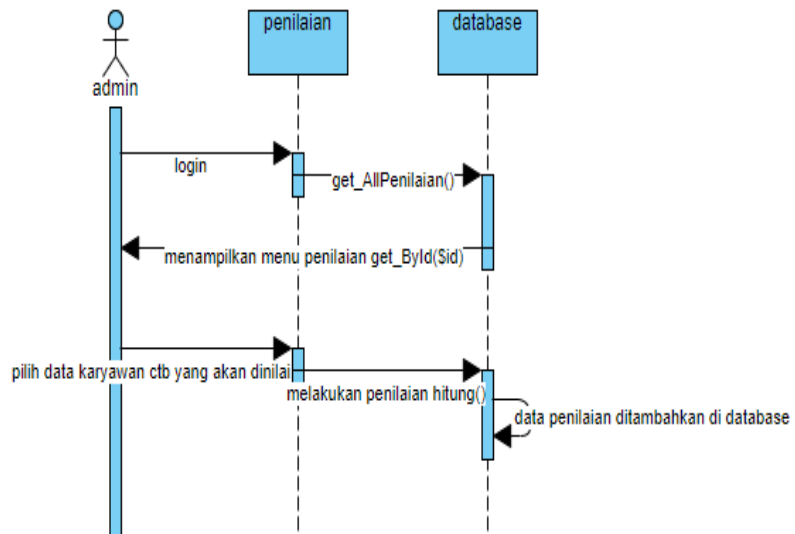 penilaian
database
admin
login
get_AllPenilaian()
menampilkan menu penilaian get_ById($id)
pilih data karyawan ctb yang akan dinilai
melakukan penilaian hitung()
data penilaian ditambahkan di database